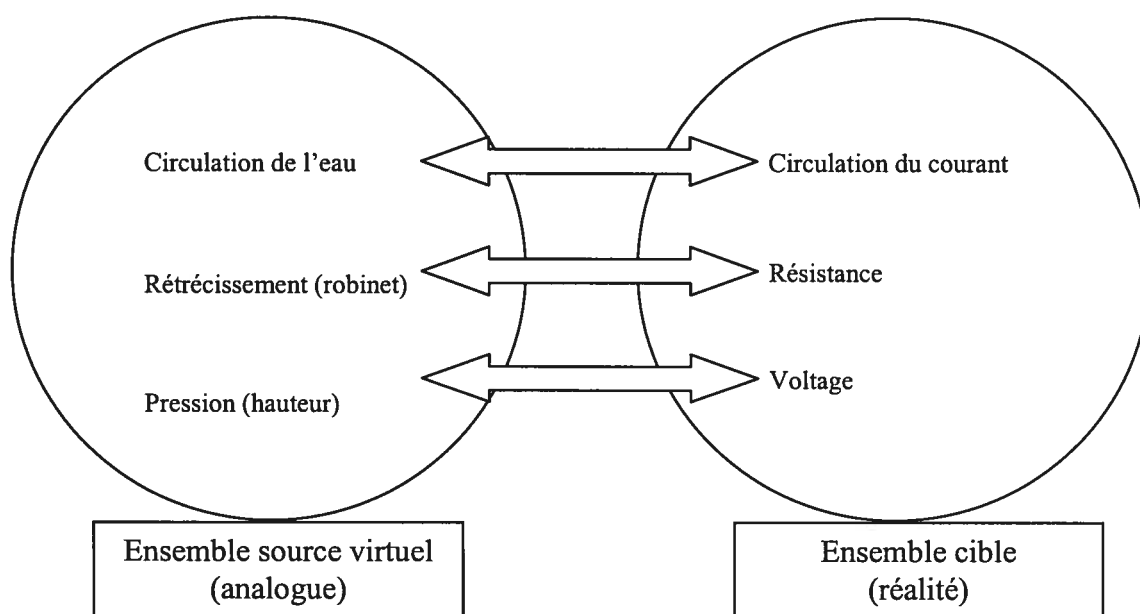 Circulation de l'eau
Circulation du courant
Rétrécissement (robinet)
Résistance
Pression (hauteur)
Voltage
Ensemble source virtuel
(analogue)
Ensemble cible
(réalité)